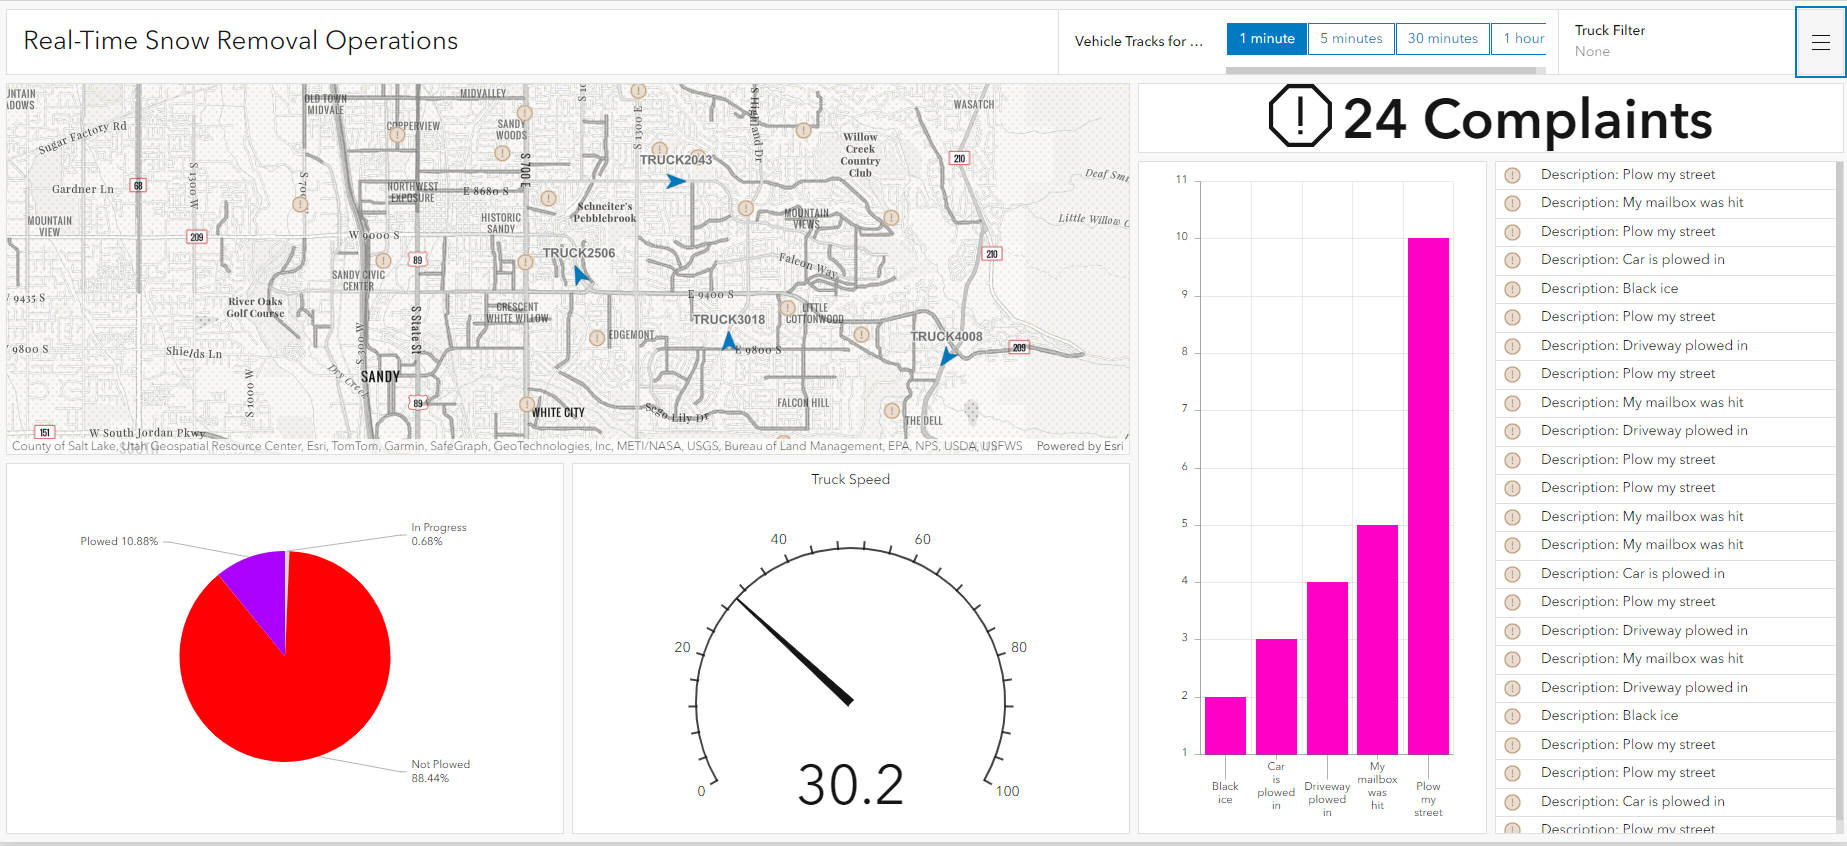 Real-Time Snow Removal Operations
Vehicle Tracks for ...
1 minute
5 minutes
30 minutes
1 hour
Truck Filter
None
OLD TOWN
MIDVALE
MIDVALLEY
WASATCH
Sugar Factory Rd
COPPERVIEW
SANDY
WOODS
S 700 E
S 1300 E
S Highland Dr
Willow
Creek
Country
Club
210
TRUCK2043
Gardner Ln
68
S 1300 W
NORTHWEST
EXPOSURE
E 8680 S
Schneiter's
Pebblebrook
MOUNTAIN
VIEW
HISTORIC
SANDY
MOUNTAIN
VIEWS
209
W 9000 S
89
TRUCK2506
210
SANDY CIVIC
CENTER
Falcon Way
9435 S
River Oaks
Golf Course
E 9400 S
CRESCENT
WHITE WILLOW
LITTLE
COTTONWOOD
S State St
TRUCK3018
EDGEMONT
TRUCK4008
9800 S
Shields Ln
S 300 W
E 9800 S
209
Dry Creek
SANDY
S 1000 W
89
WHITE CITY
Sego Lily Dr
FALCON HILL
THE DELL
151
W South Jordan Pkwy
County of Salt Lake, Utah Geospatial Resource Center, Esri, TomTom, Garmin, SafeGraph, GeoTechnologies, Inc, METI/NASA, USGS, Bureau of Land Management, EPA, NPS, USDA, USFWS
Powered by Esri
24 Complaints
11
10
9
8
7
6
5
4
3
2
1
Black
ice
Car
is
plowed
in
Driveway
plowed
in
My
mailbox
was
hit
Plow
my
street
Description: Plow my street
Description: My mailbox was hit
Description: Plow my street
Description: Car is plowed in
Description: Black ice
Description: Plow my street
Description: Driveway plowed in
Description: Plow my street
Description: My mailbox was hit
Description: Driveway plowed in
Description: Plow my street
Description: Plow my street
Description: My mailbox was hit
Description: My mailbox was hit
Description: Car is plowed in
Description: Plow my street
Description: Driveway plowed in
Description: My mailbox was hit
Description: Driveway plowed in
Description: Black ice
Description: Plow my street
Description: Plow my street
Description: Car is plowed in
Description: Plow my street
Plowed 10.88%
In Progress
0.68%
Not Plowed
88.44%
Truck Speed
0
20
40
60
80
100
30.2